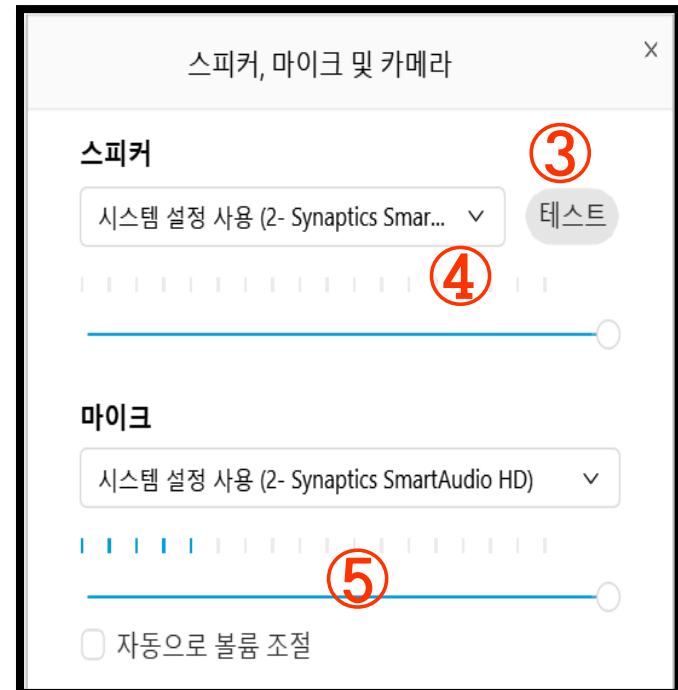 스피커, 마이크 및 카메라
스피커
③
시스템 설정 사용 (2- Synaptics Smar...
테스트
④
마이크
시스템 설정 사용 (2- Synaptics SmartAudio HD)
⑤
자동으로 볼륨 조절